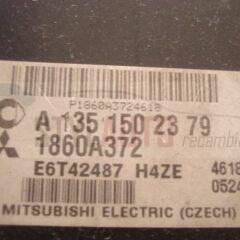 P1860A3724618
A 135 150 23 79
1860A372
E6T42487 H4ZE 4618
0524
MITSUBISHI ELECTRIC (CZECH)